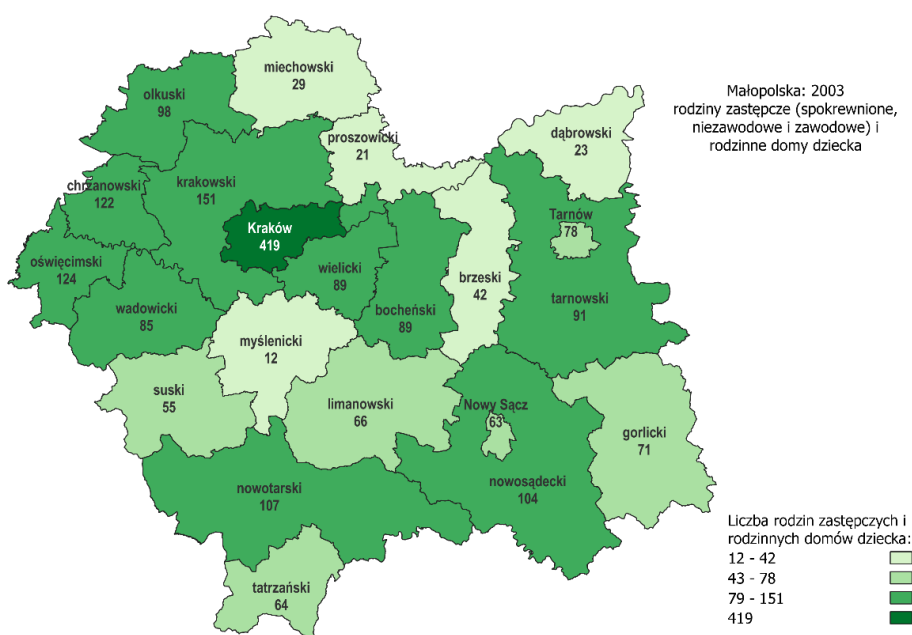 miechowski
29
olkuski
98
Małopolska: 2003
rodziny zastępcze (spokrewnione,
niezawodowe i zawodowe) i
rodzinne domy dziecka
proszowicki
21
dąbrowski
23
chrzanowski
122
krakowski
151
Tarnów
78
Kraków
419
oświęcimski
124
wielicki
89
brzeski
42
tarnowski
91
wadowicki
85
bocheński
89
myślenicki
12
suski
55
limanowski
66
Nowy Sącz
63
gorlicki
71
nowotarski
107
nowosądecki
104
tatrzański
64
Liczba rodzin zastępczych i
rodzinnych domów dziecka:
12 - 42
43 - 78
79 - 151
419